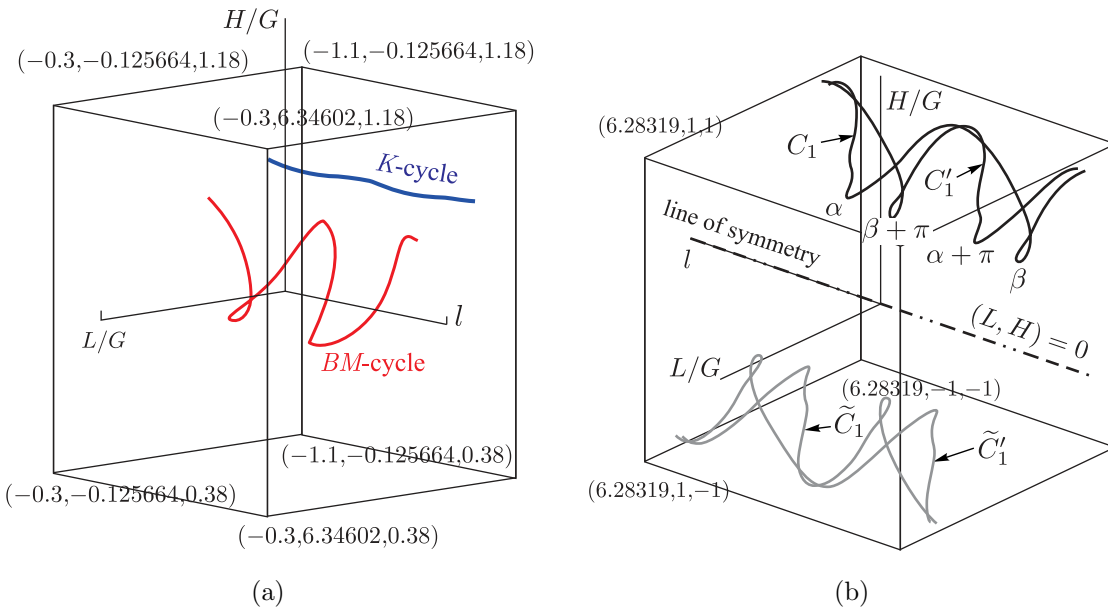 H/G
(−0.3,−0.125664,1.18)
(−1.1,−0.125664,1.18)
(−0.3,6.34602,1.18)
K-cycle
L/G
l
BM-cycle
(−1.1,−0.125664,0.38)
(−0.3,−0.125664,0.38)
(−0.3,6.34602,0.38)
(a)
H/G
(6.28319,1,1)
C₁
C₁′
α
β + π
α + π
β
line of symmetry
l
(L, H) = 0
L/G
(6.28319,−1,−1)
C̃₁
C̃₁′
(6.28319,1,−1)
(b)